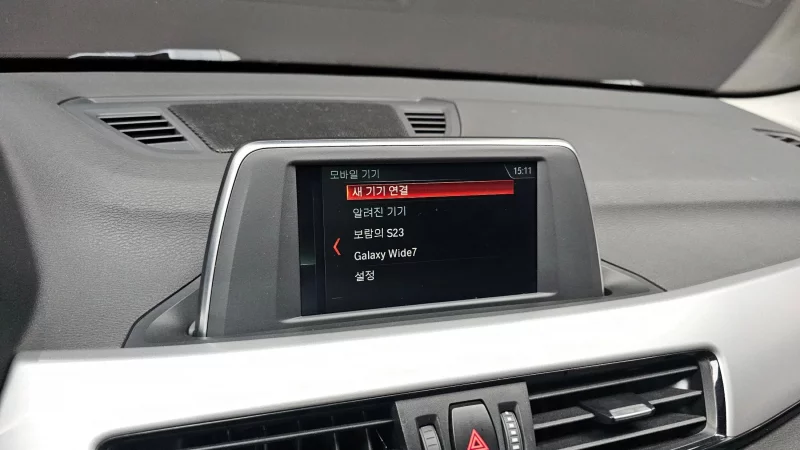 모바일 기기
15:11
새 기기 연결
알려진 기기
보람의 S23
Galaxy Wide7
설정